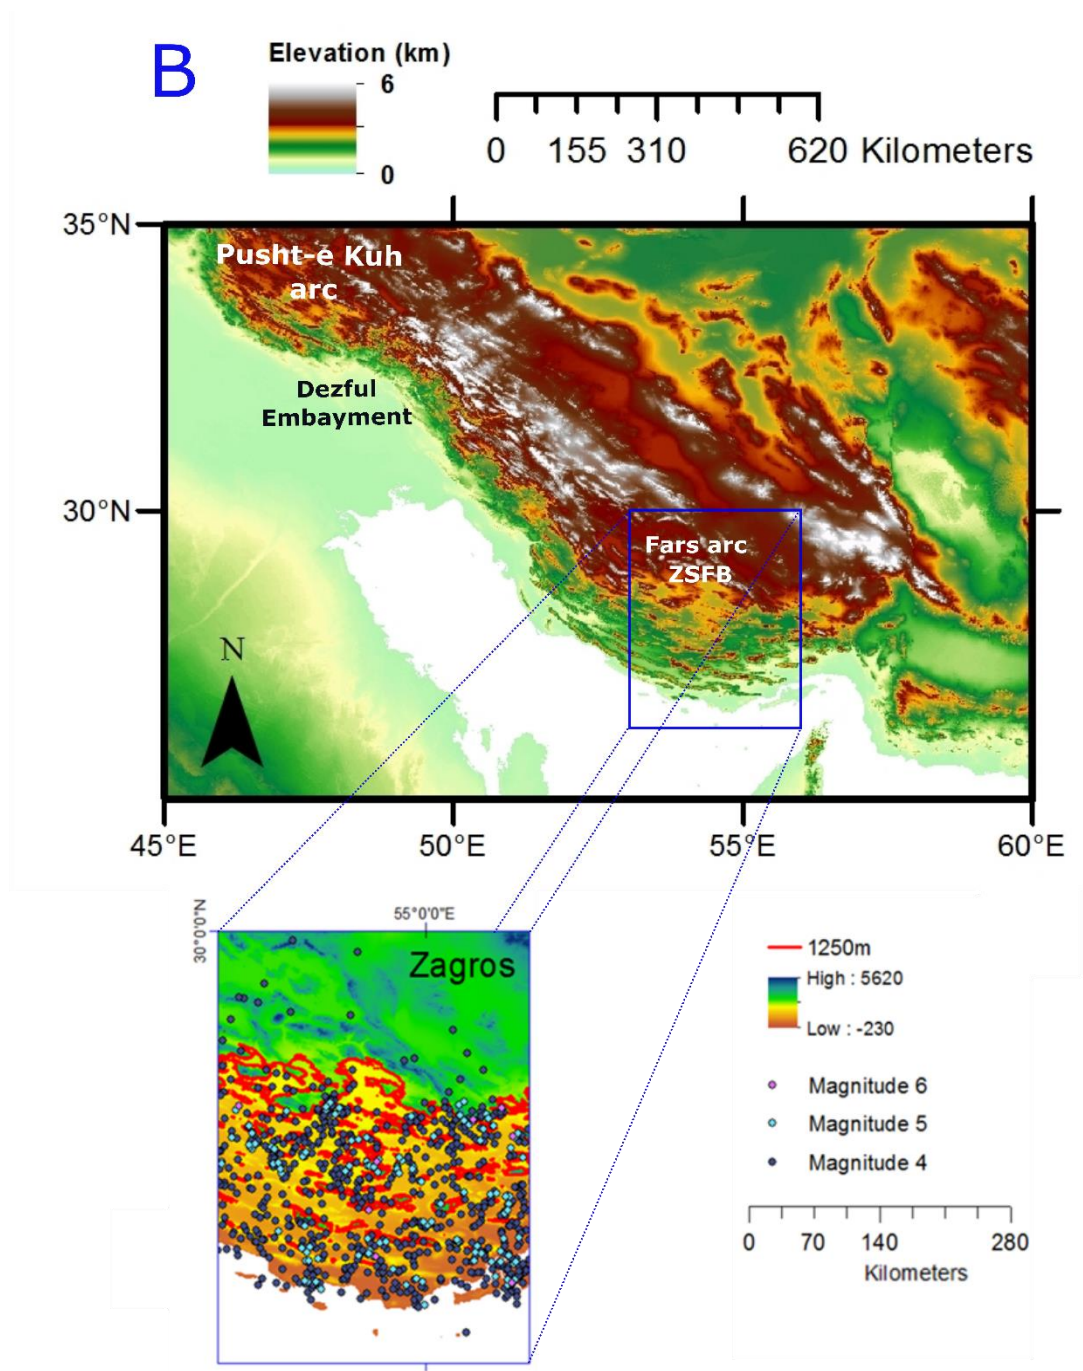 B
Elevation (km)
6
0
0 155 310 620 Kilometers
35°N
30°N
Pusht-e Kuh
arc
Dezful
Embayment
Fars arc
ZSFB
N
45°E 50°E 55°E 60°E
55°0'0"E
30°0'0"N
Zagros
1250m
High : 5620
Low : -230
Magnitude 6
Magnitude 5
Magnitude 4
0 70 140 280
Kilometers